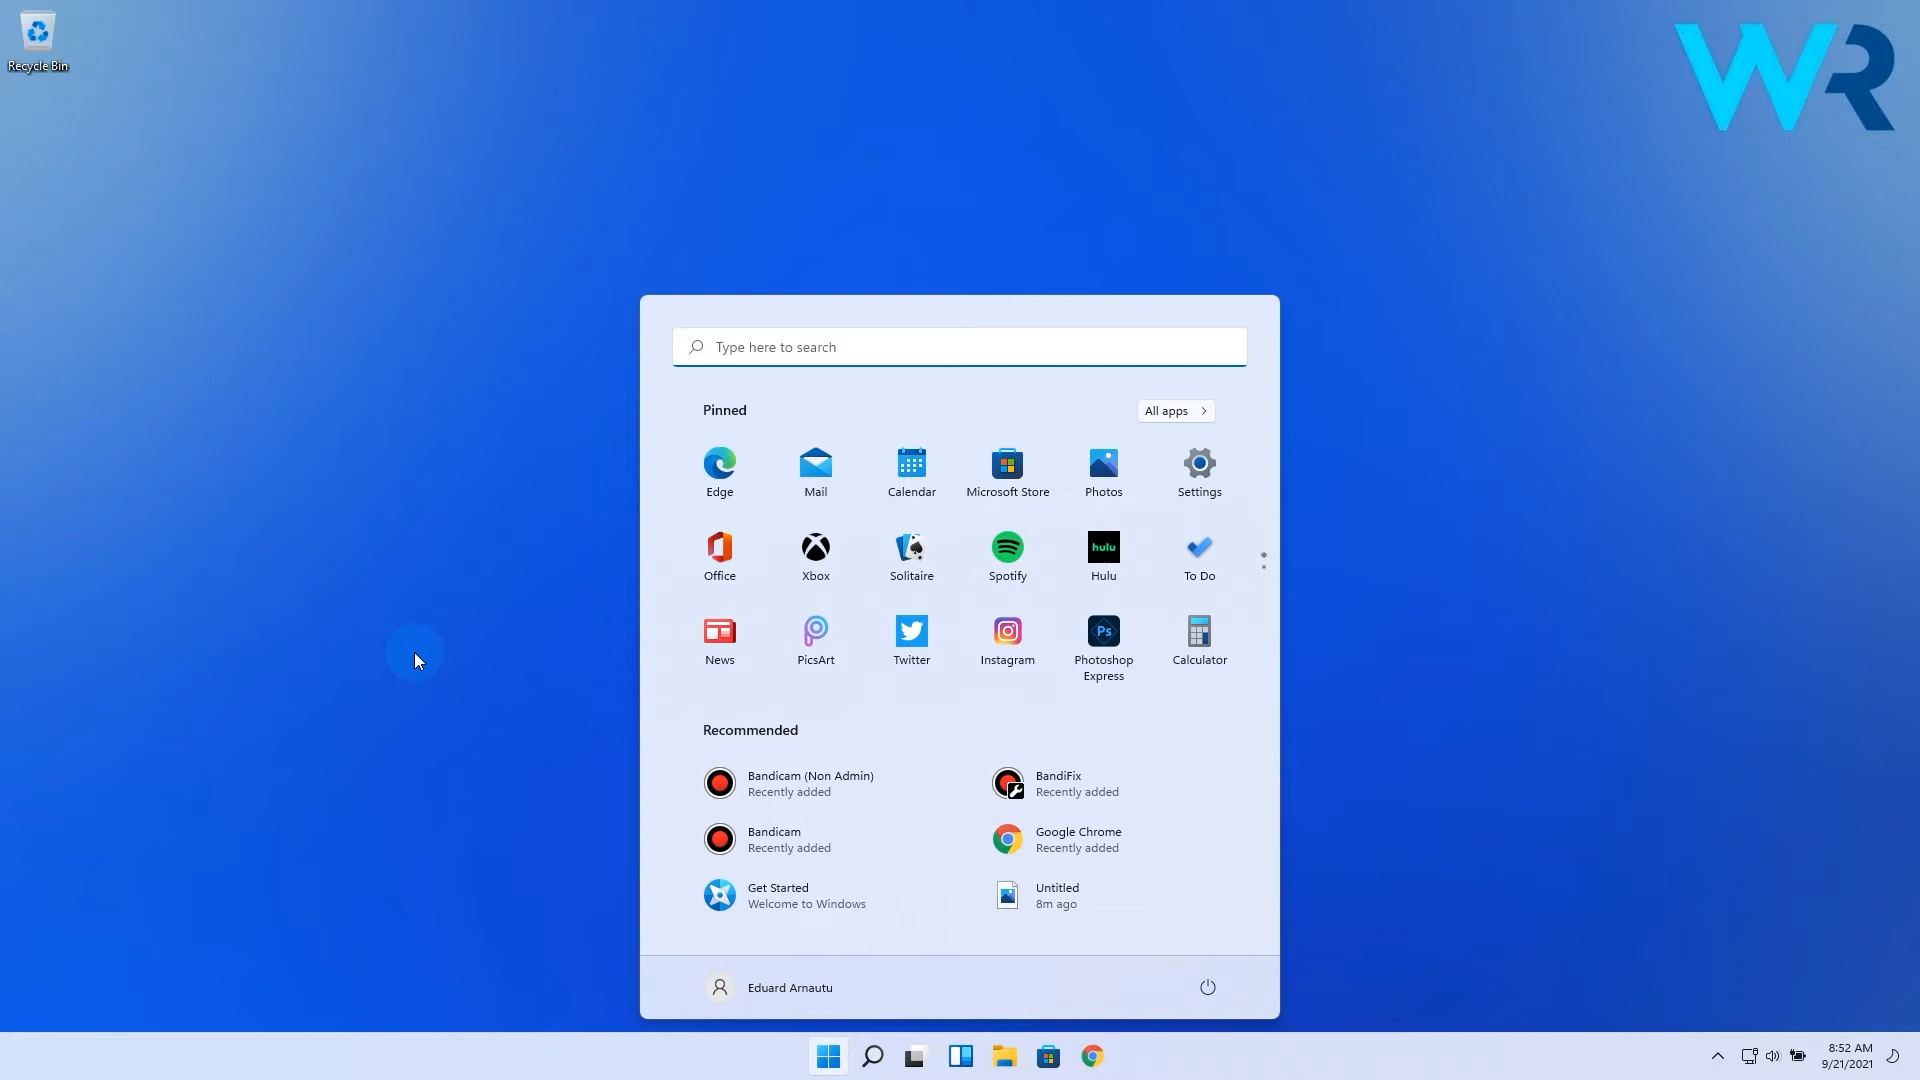 Recycle Bin
WR
Type here to search
Pinned
All apps
Edge
Mail
Calendar
Microsoft Store
Photos
Settings
Office
Xbox
Solitaire
Spotify
hulu
Hulu
To Do
News
PicsArt
Twitter
Instagram
Ps
Photoshop
Express
Calculator
Recommended
Bandicam (Non Admin)
Recently added
BandiFix
Recently added
Bandicam
Recently added
Google Chrome
Recently added
Get Started
Welcome to Windows
Untitled
8m ago
Eduard Arnautu
8:52 AM
9/21/2021